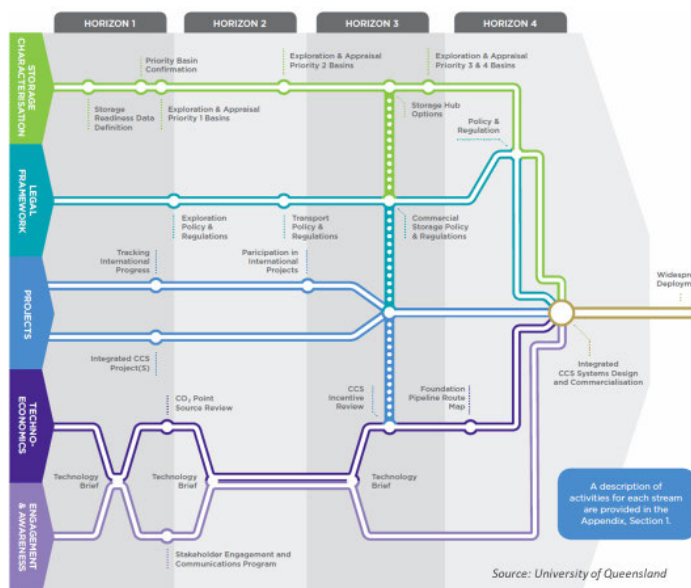 HORIZON 1
HORIZON 2
HORIZON 3
HORIZON 4
STORAGE
CHARACTERISATION
Priority Basin
Confirmation
Exploration & Appraisal
Priority 2 Basins
Exploration & Appraisal
Priority 3 & 4 Basins
Storage
Readiness Data
Definition
Exploration & Appraisal
Priority 1 Basins
Storage Hub
Options
Policy &
Regulation
LEGAL
FRAMEWORK
Exploration
Policy &
Regulations
Transport
Policy &
Regulations
Commercial
Storage Policy
& Regulations
PROJECTS
Tracking
International
Progress
Paricipation in
International
Projects
Widespr
Deploym
Integrated CCS
Project(S)
Integrated
CCS Systems Design
and Commercialisation
TECHNO-
ECONOMICS
CO₂ Point
Source Review
CCS
Incentive
Review
Foundation
Pipeline Route
Map
Technology
Brief
Technology
Brief
Technology
Brief
A description of
activities for each stream
are provided in the
Appendix, Section 1.
ENGAGEMENT
& AWARENESS
Stakeholder Engagement and
Communications Program
Source: University of Queensland